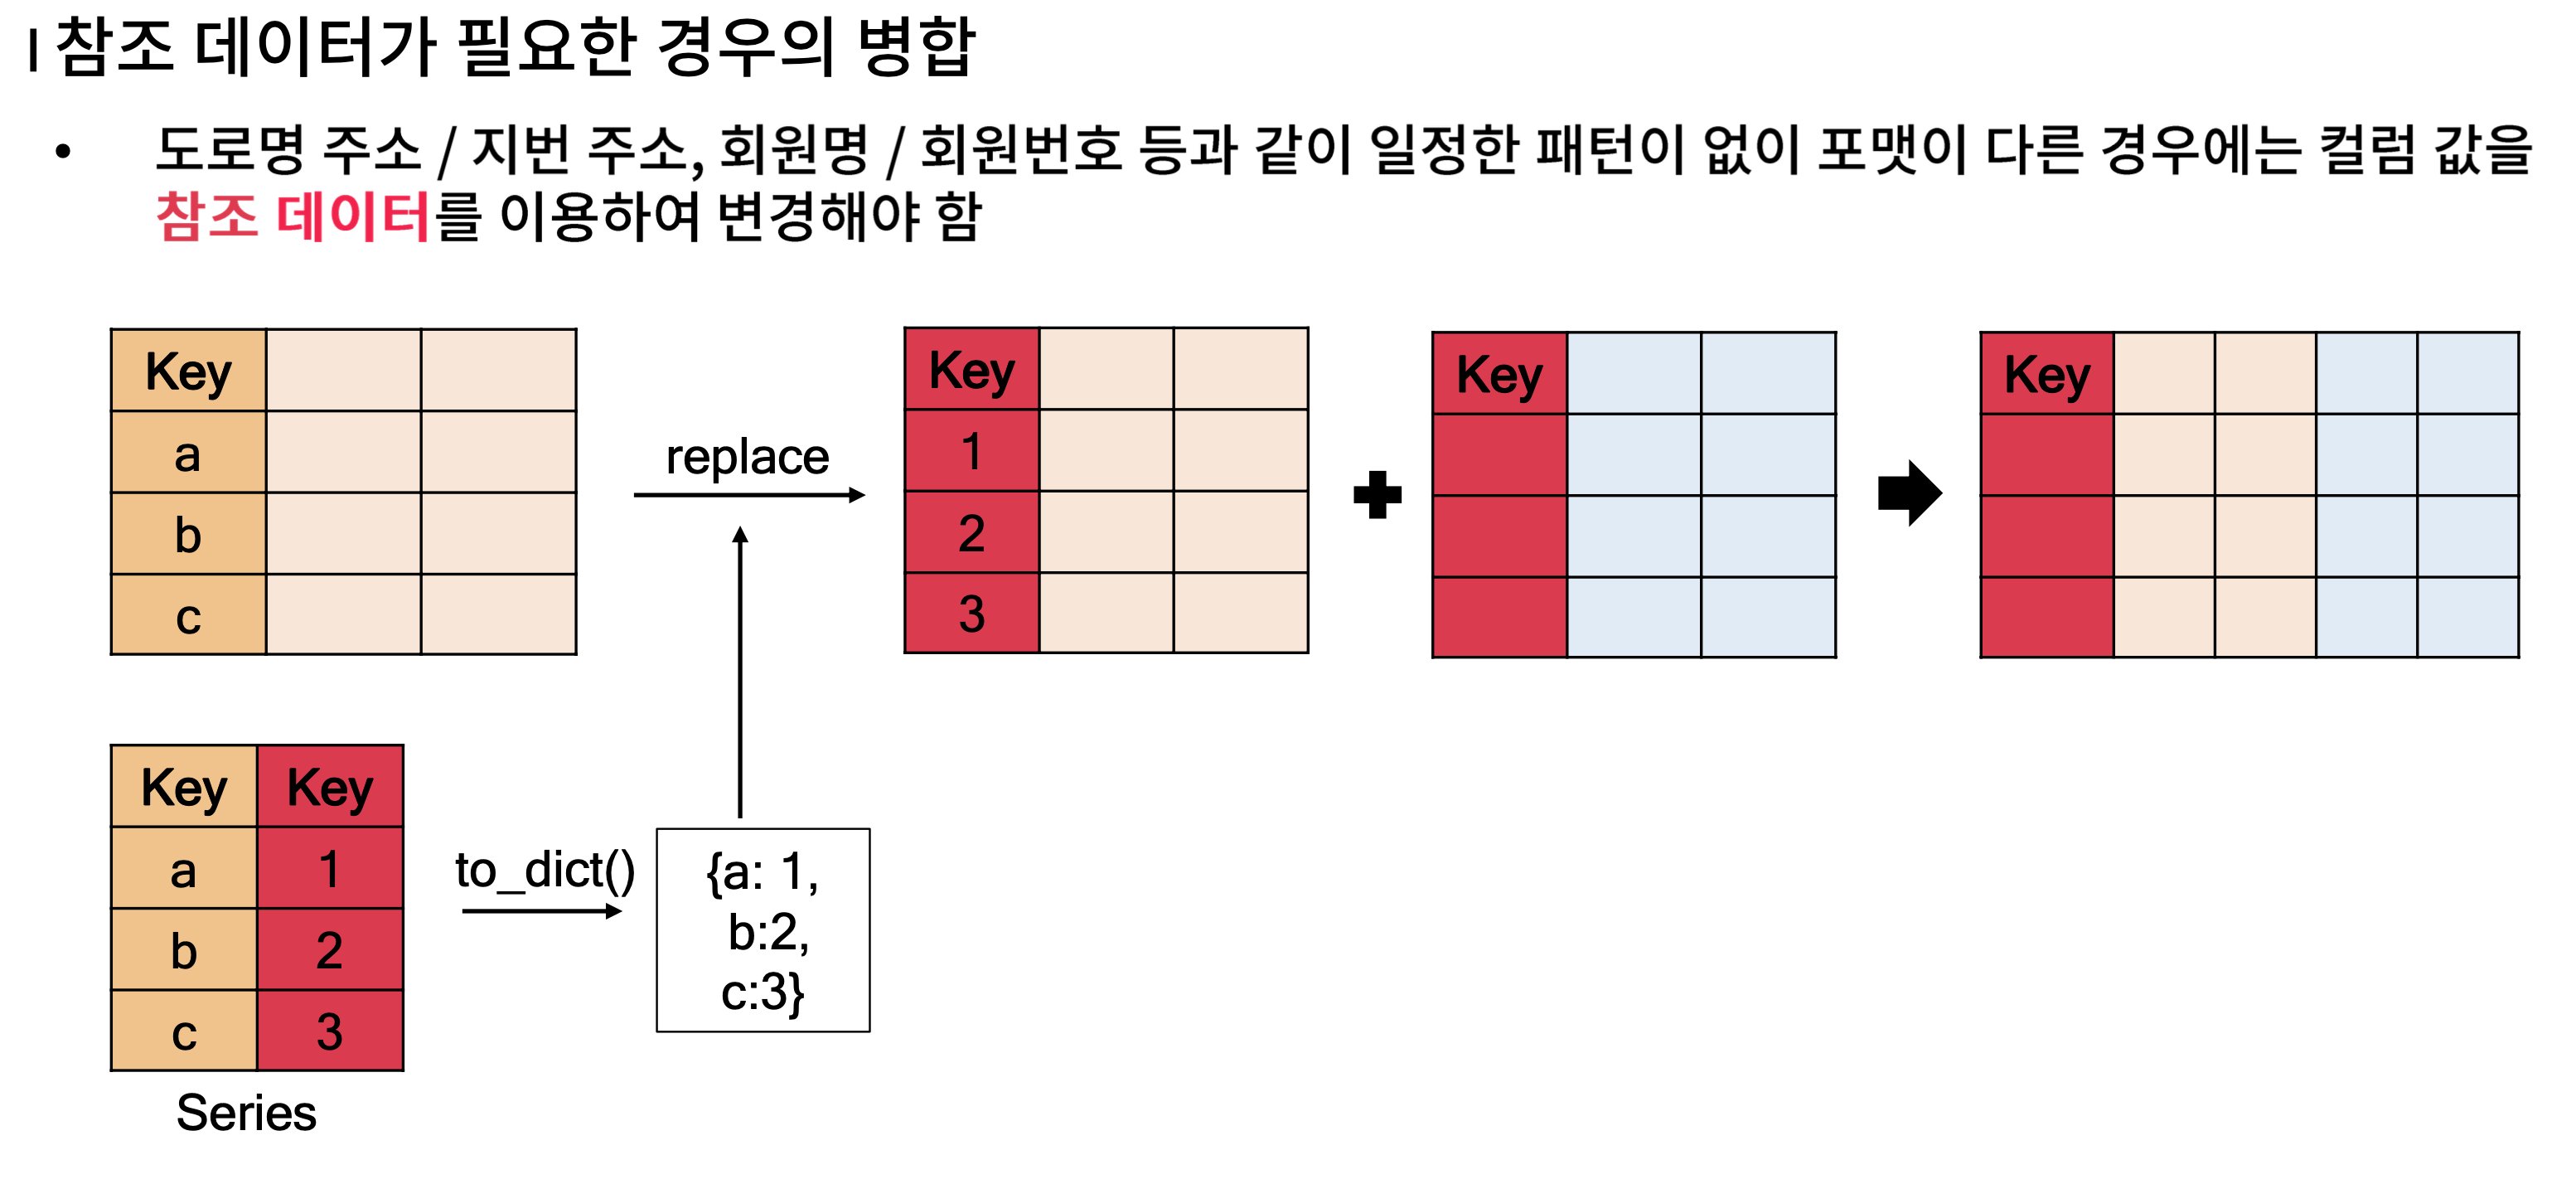 | 참조 데이터가 필요한 경우의 병합
• 도로명 주소 / 지번 주소, 회원명 / 회원번호 등과 같이 일정한 패턴이 없이 포맷이 다른 경우에는 컬럼 값을
참조 데이터를 이용하여 변경해야 함
Key
a
b
c
replace
Key
1
2
3
Key
Key
Key Key
a 1
b 2
c 3
Series
to_dict()
{a: 1,
b:2,
c:3}